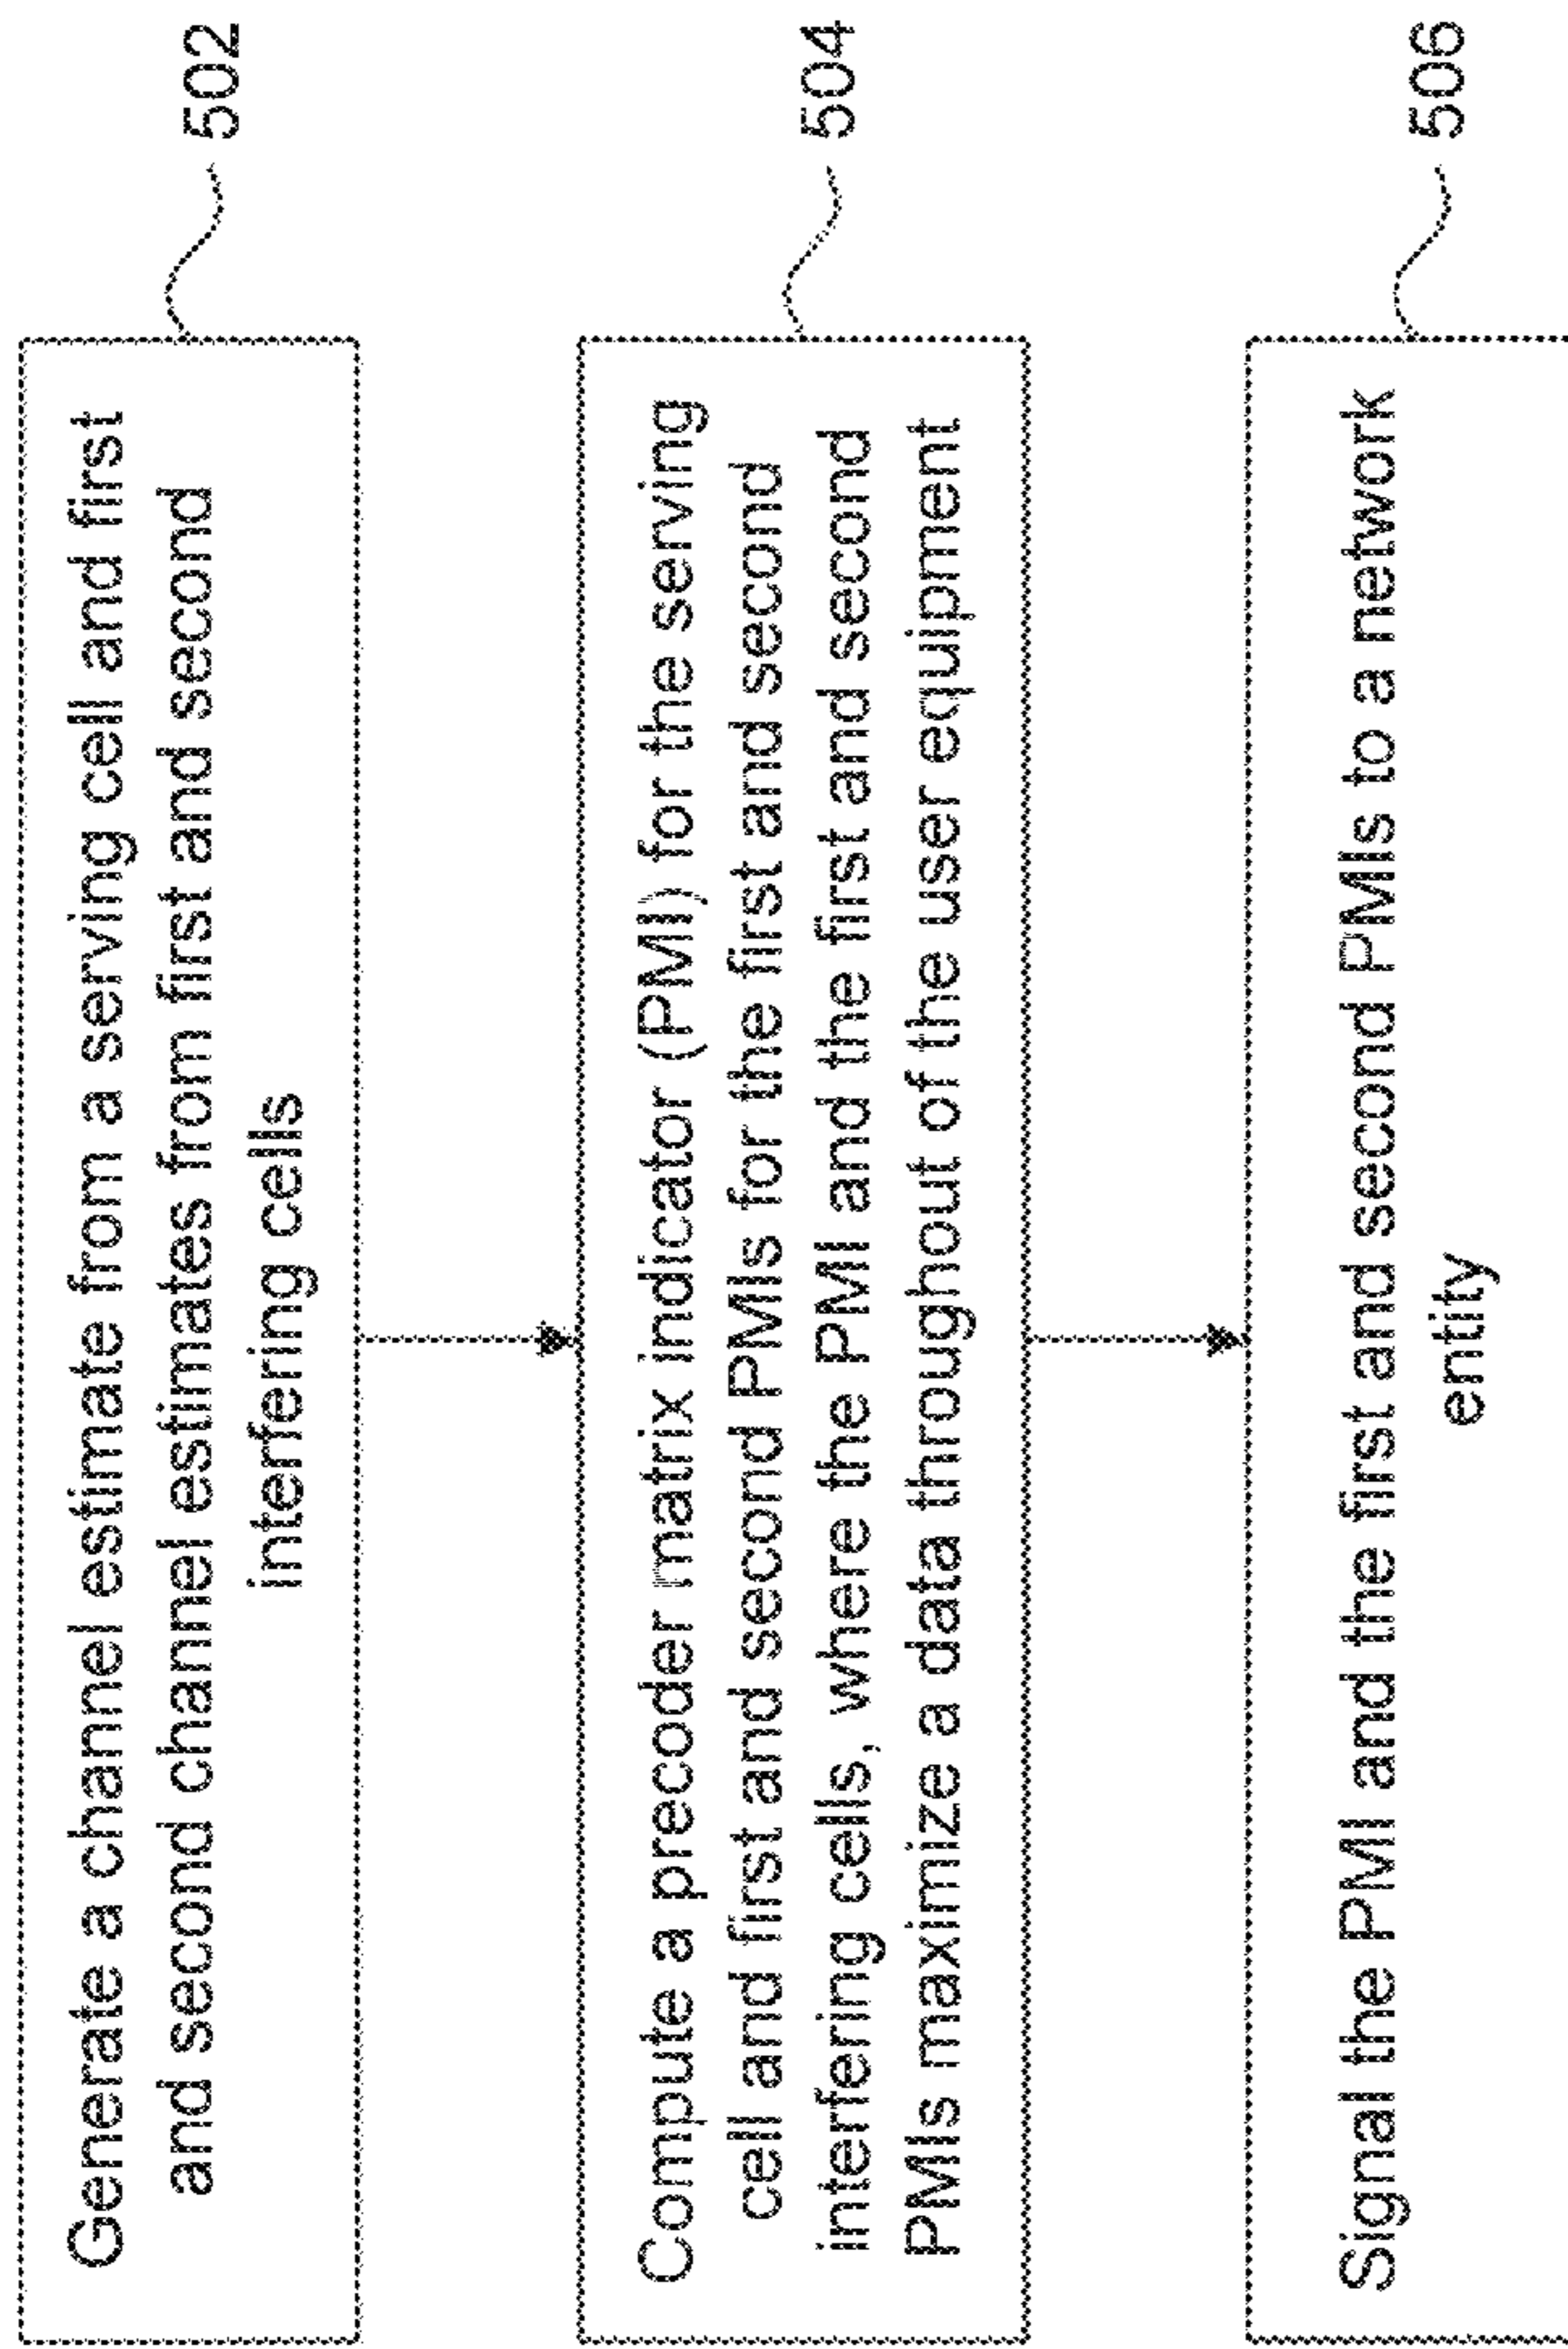 Generate a channel estimate from a serving cell and first
and second channel estimates from first and second
interfering cells
502
Compute a precoder matrix indicator (PMI) for the serving
cell and first and second PMIs for the first and second
interfering cells, where the PMI and the first and second
PMIs maximize a data throughout of the user equipment
504
Signal the PMI and the first and second PMIs to a network
entity
506